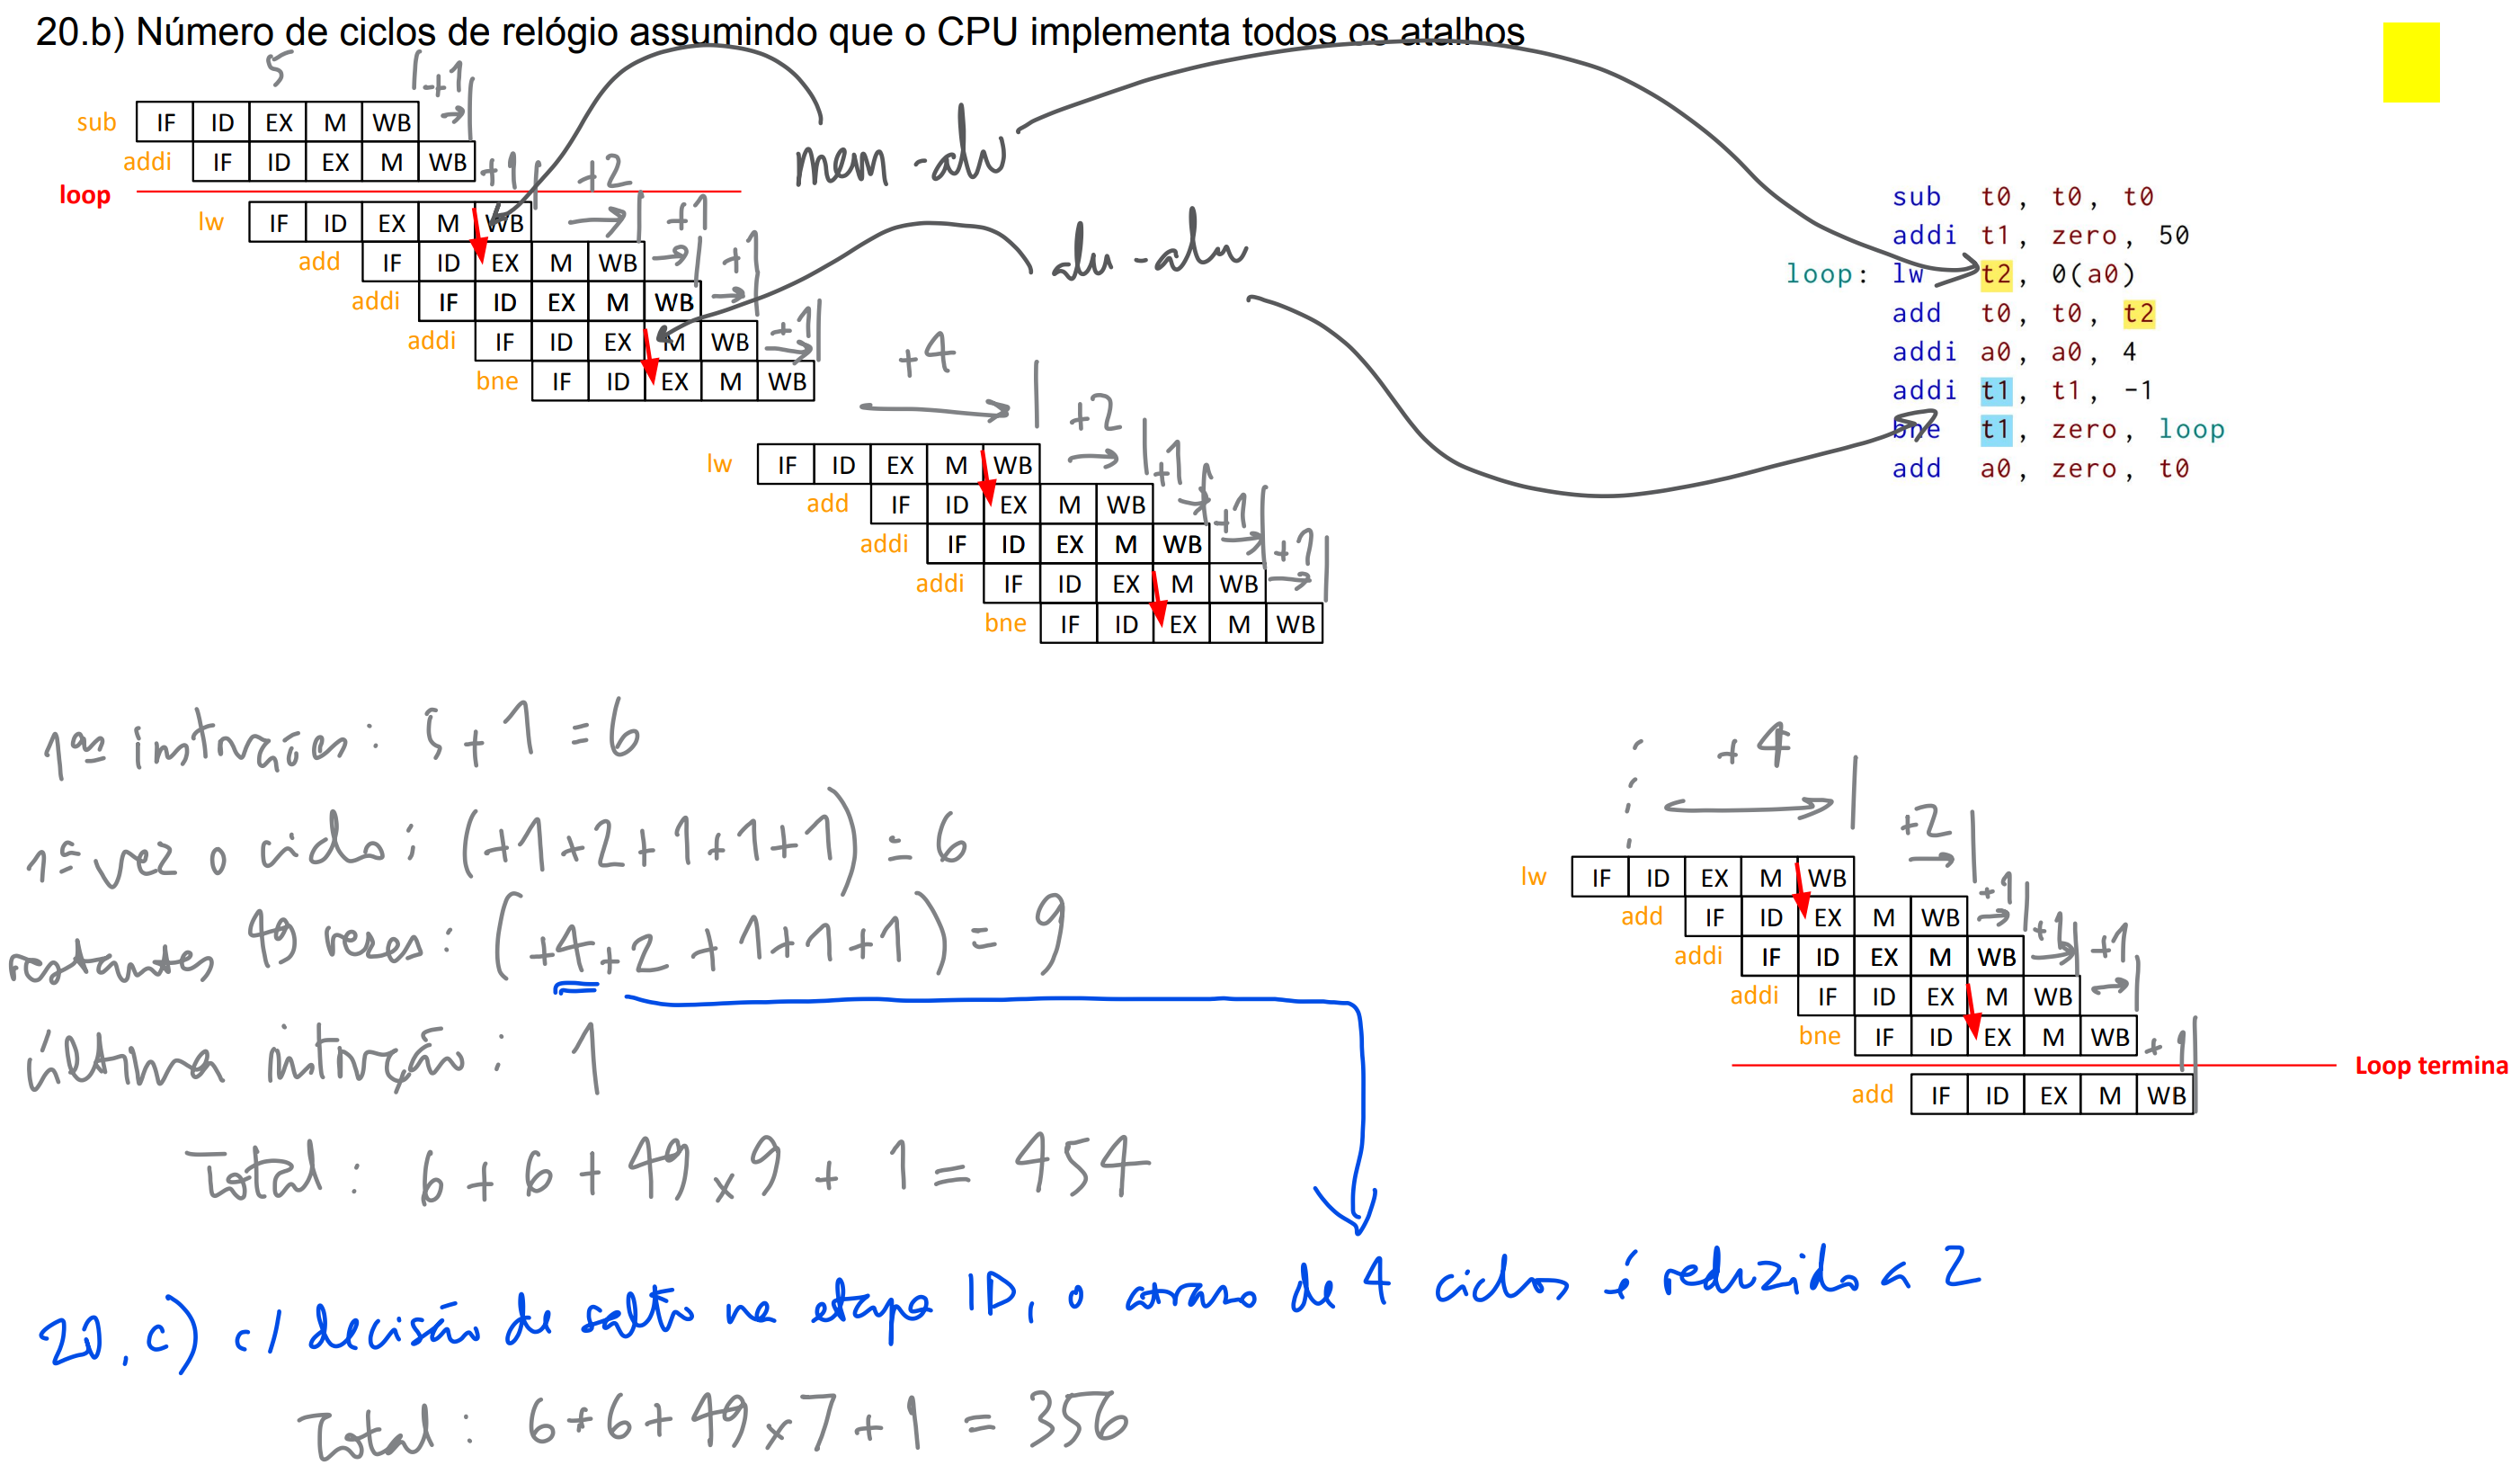 20.b) Número de ciclos de relógio assumindo que o CPU implementa todos os atalhos
5 +1
sub IF ID EX M WB
addi IF ID EX M WB
+1 +2
loop
lw IF ID EX M WB
+1
add IF ID EX M WB
+1
addi IF ID EX M WB
+1
addi IF ID EX M WB
bne IF ID EX M WB
mem-alu
alu-alu
sub t0, t0, t0
addi t1, zero, 50
loop: lw t2, 0(a0)
add t0, t0, t2
addi a0, a0, 4
addi t1, t1, -1
bne t1, zero, loop
add a0, zero, t0
+4
+2
lw IF ID EX M WB
+1
add IF ID EX M WB
+1
addi IF ID EX M WB
+1
addi IF ID EX M WB
bne IF ID EX M WB
1ªs instruções: 5+1=6
1ª vez o ciclo: (+1+2+1+1+1)=6
restantes 49 vezes: (+4+2+1+1+1)=9
última intrução: 1
Total: 6+6+49x9+1=454
+4
+2
lw IF ID EX M WB
+1
add IF ID EX M WB
+1 +1
addi IF ID EX M WB
addi IF ID EX M WB
bne IF ID EX M WB
+1
Loop termina
add IF ID EX M WB
20.c) c/ decisão de salto na etapa ID, o atraso de 4 ciclos é reduzido a 2
Total: 6+6+49x7+1=356